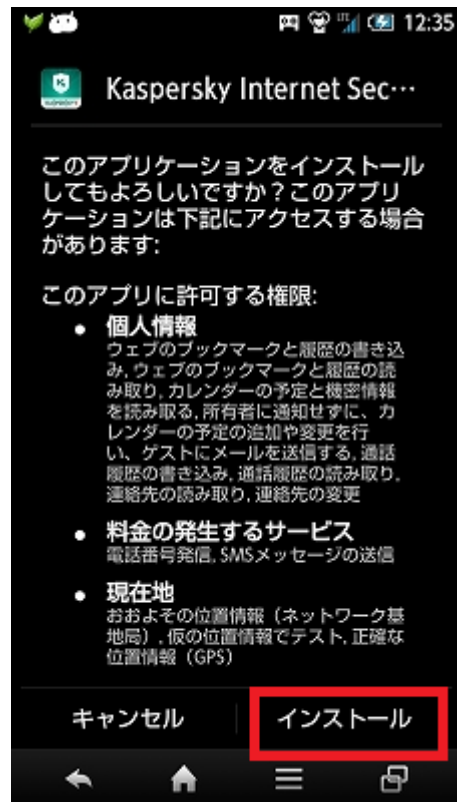 12:35
Kaspersky Internet Sec…
このアプリケーションをインストール
してもよろしいですか？このアプリ
ケーションは下記にアクセスする場合
があります:
このアプリに許可する権限:
• 個人情報
ウェブのブックマークと履歴の書き込
み, ウェブのブックマークと履歴の読
み取り, カレンダーの予定と機密情報
を読み取る, 所有者に通知せずに、カ
レンダーの予定の追加や変更を行
い、ゲストにメールを送信する, 通話
履歴の書き込み, 通話履歴の読み取り,
連絡先の読み取り, 連絡先の変更
• 料金の発生するサービス
電話番号発信, SMSメッセージの送信
• 現在地
おおよその位置情報（ネットワーク基
地局）, 仮の位置情報でテスト, 正確な
位置情報（GPS）
キャンセル
インストール